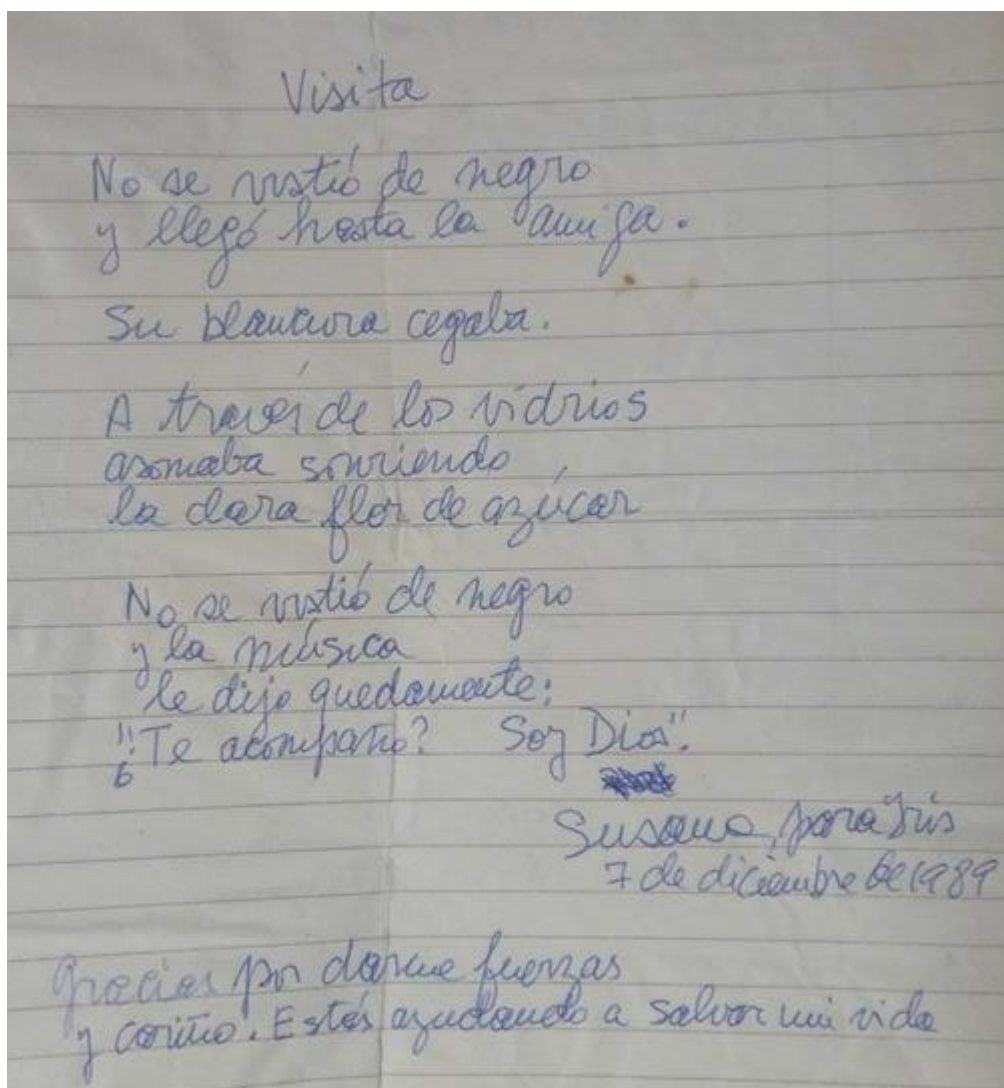 Visita
No se vistió de negro
y llegó hasta la amiga.
Su blancura cegaba.
A través de los vidrios
asomaba sonriendo
la clara flor de azúcar
No se vistió de negro
y la música
le dijo quedamente:
"¿Te acompaño? Soy Dios".
Susana, para Iris
7 de diciembre de 1989
Gracias por darme fuerzas
y cariño. Estás ayudando a salvar mi vida